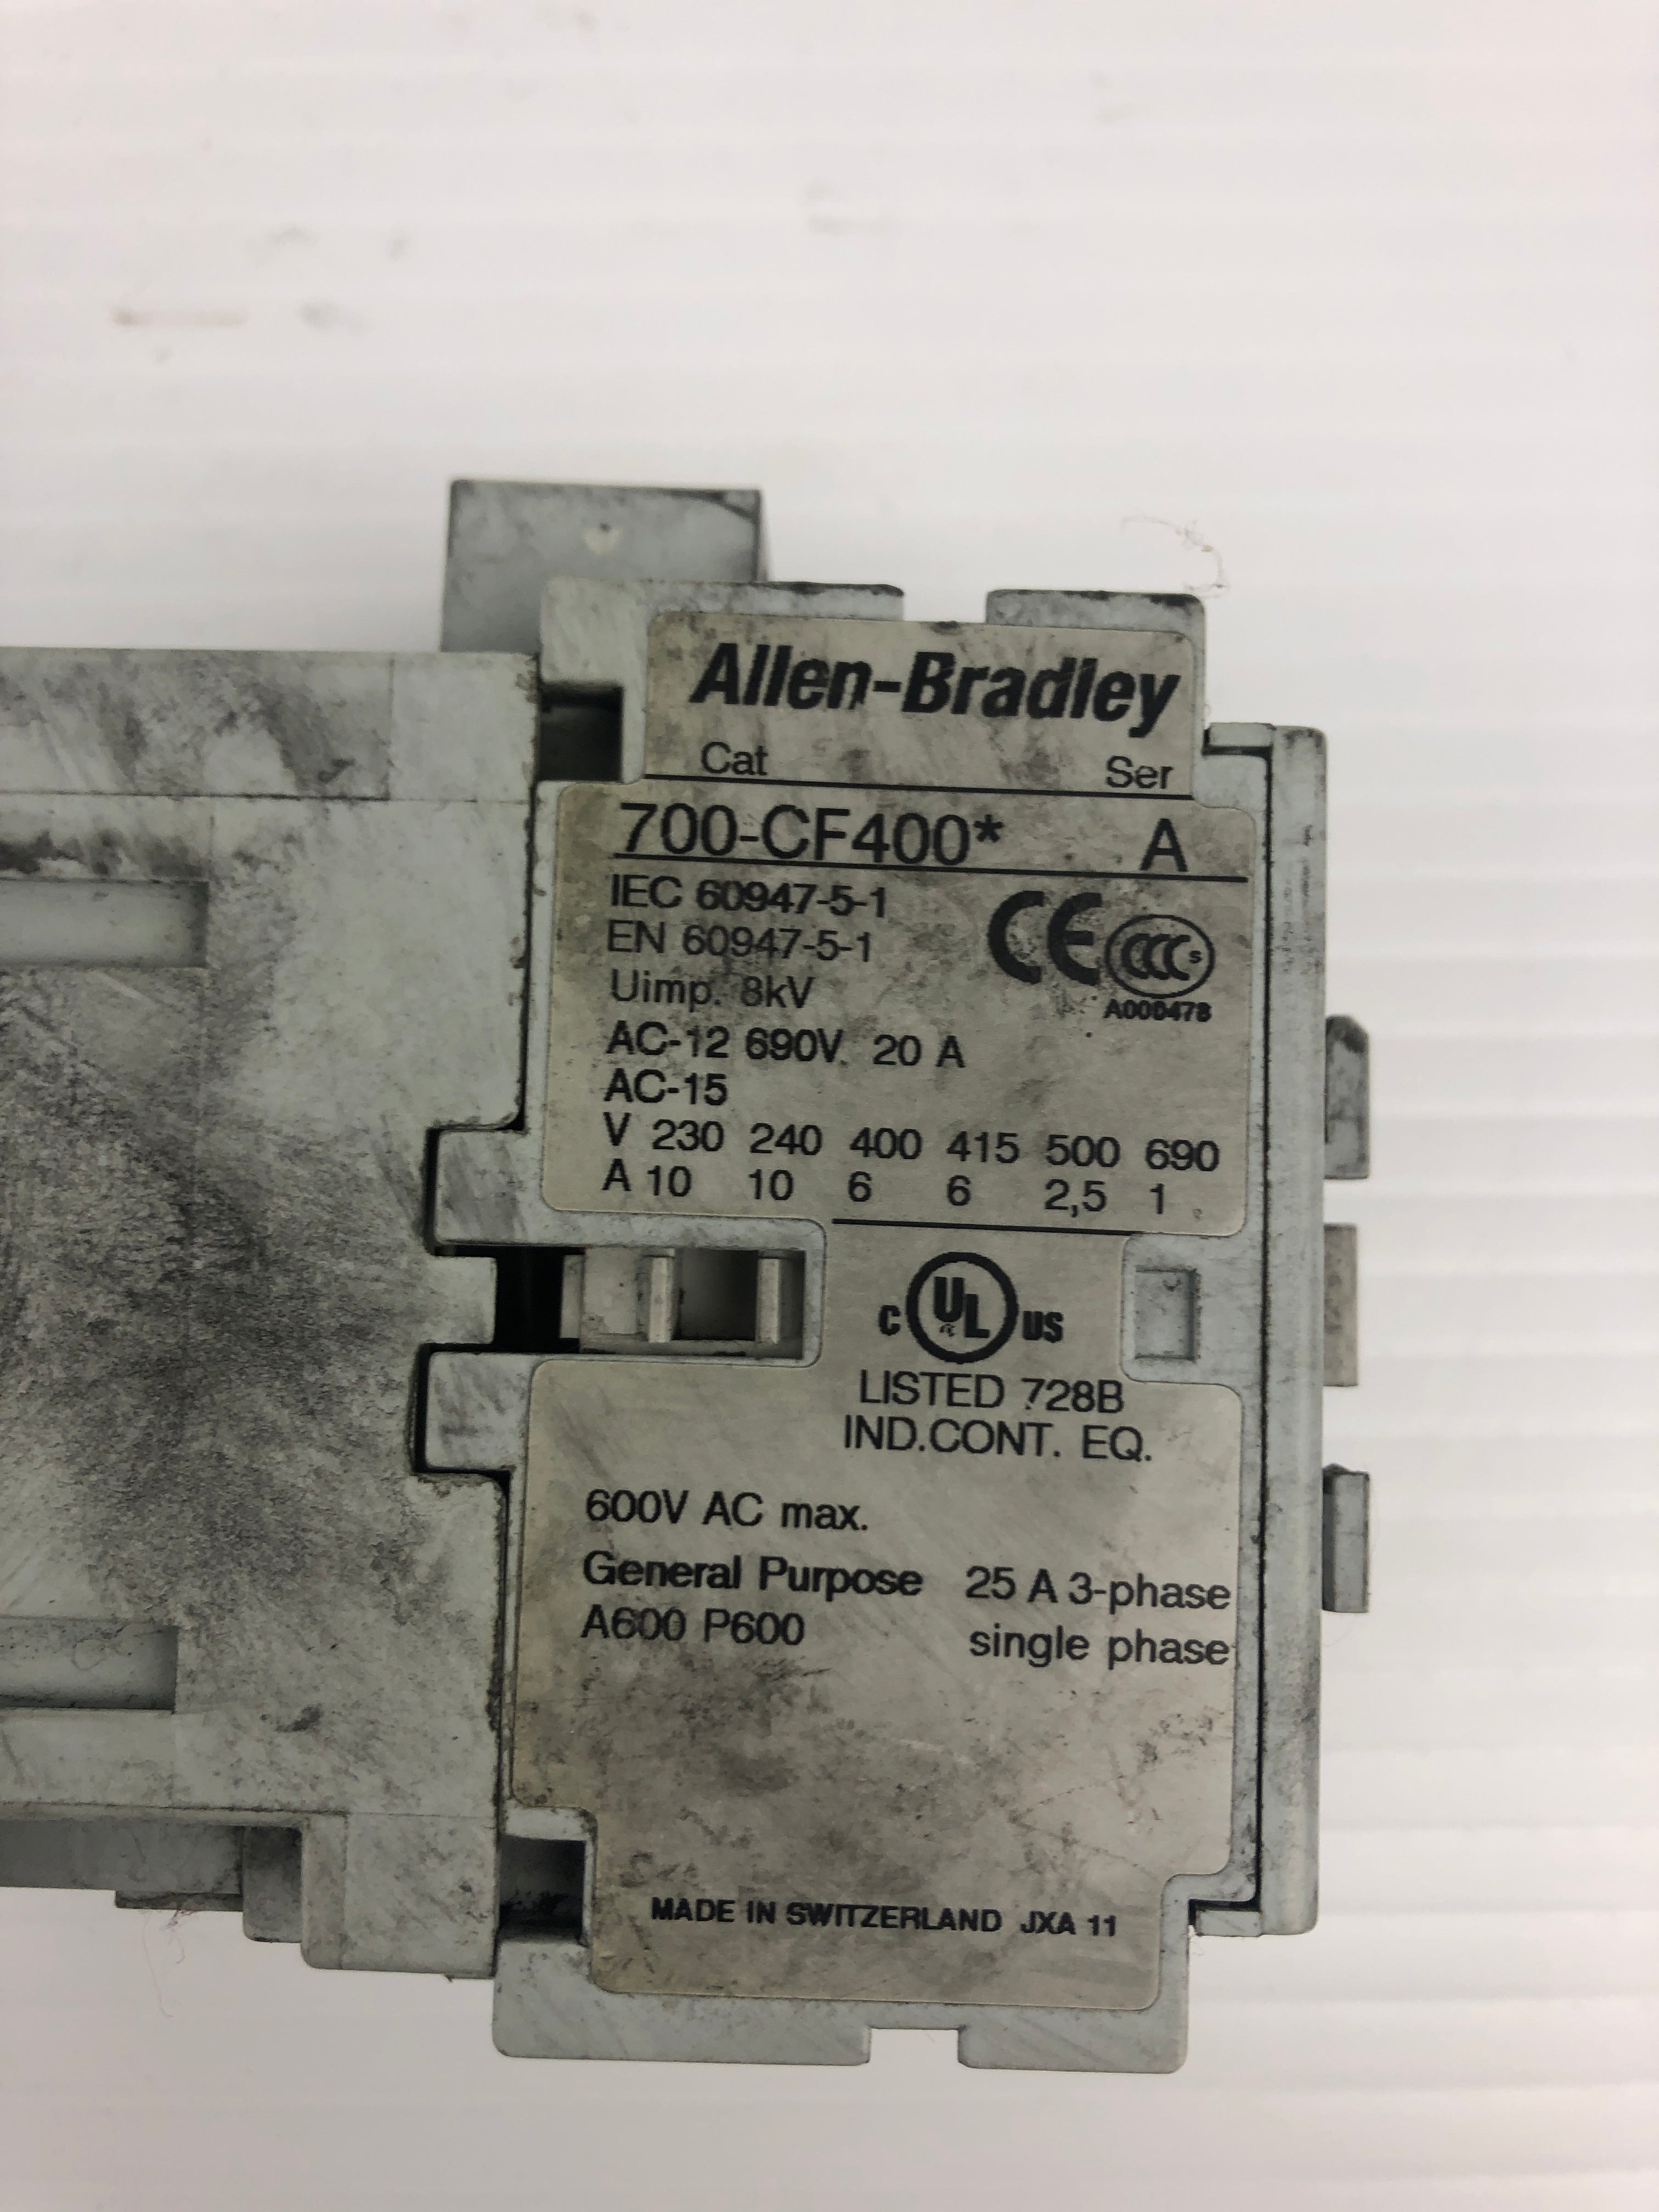 Allen-Bradley
Cat Ser
700-CF400* A
IEC 60947-5-1
EN 60947-5-1
CE CCC S
Uimp. 8kV
A000478
AC-12 690V 20 A
AC-15
V 230 240 400 415 500 690
A 10 10 6 6 2,5 1
C UL US
LISTED 728B
IND.CONT. EQ.
600V AC max.
General Purpose 25 A 3-phase
A600 P600 single phase
MADE IN SWITZERLAND JXA 11